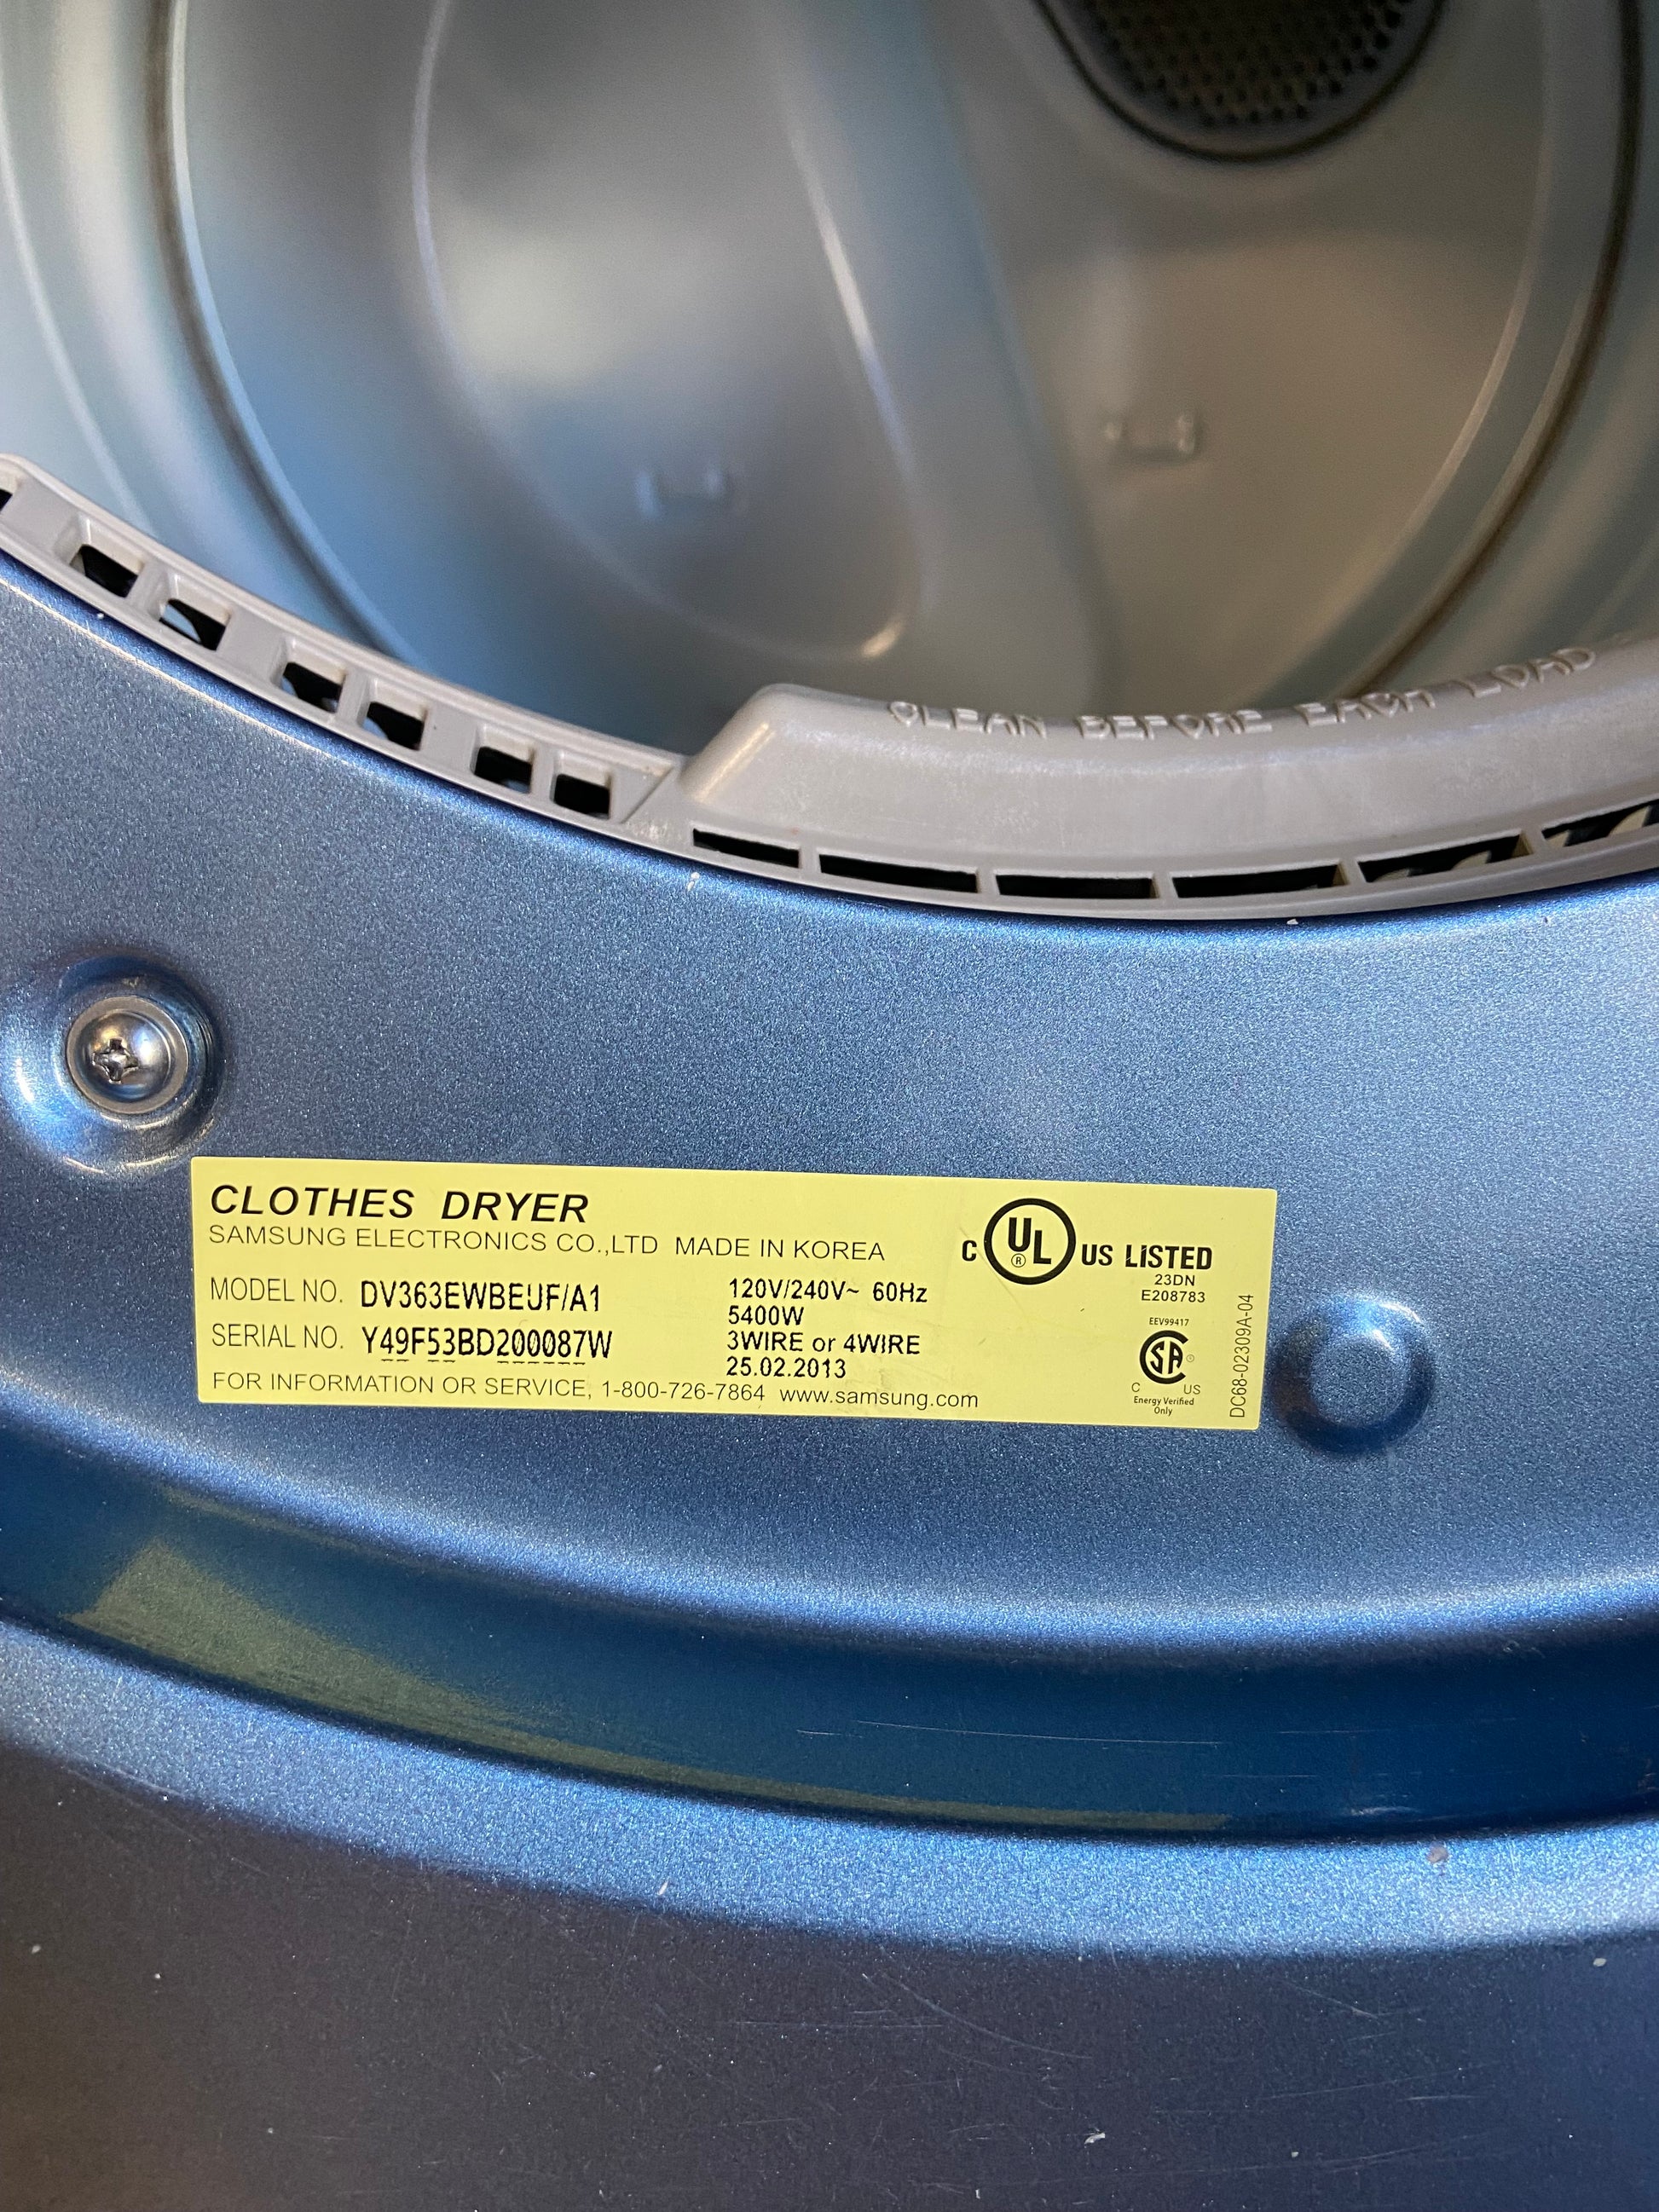 CLEAN BEFORE EACH LOAD
CLOTHES DRYER
SAMSUNG ELECTRONICS CO.,LTD MADE IN KOREA
MODEL NO. DV363EWBEUF/A1
SERIAL NO. Y49F53BD200087W
FOR INFORMATION OR SERVICE, 1-800-726-7864 www.samsung.com
120V/240V~ 60Hz
5400W
3WIRE or 4WIRE
25.02.2013
C UL ® US LISTED
23DN
E208783
EEV99417
SA
C US
Energy Verified
Only
DC68-02309A-04